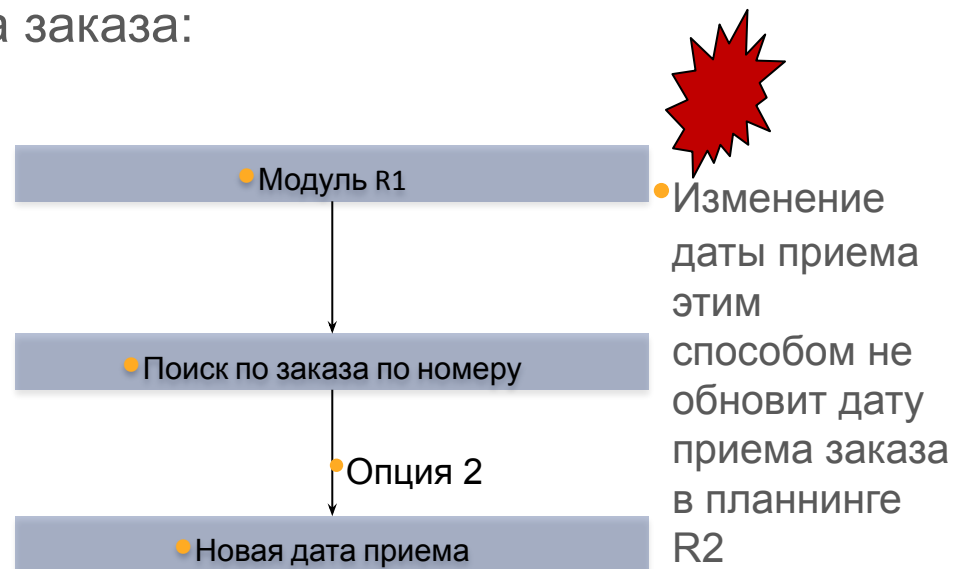 а заказа:
Модуль R1
Поиск по заказа по номеру
Опция 2
Новая дата приема
Изменение
даты приема
этим
способом не
обновит дату
приема заказа
в планнинге
R2